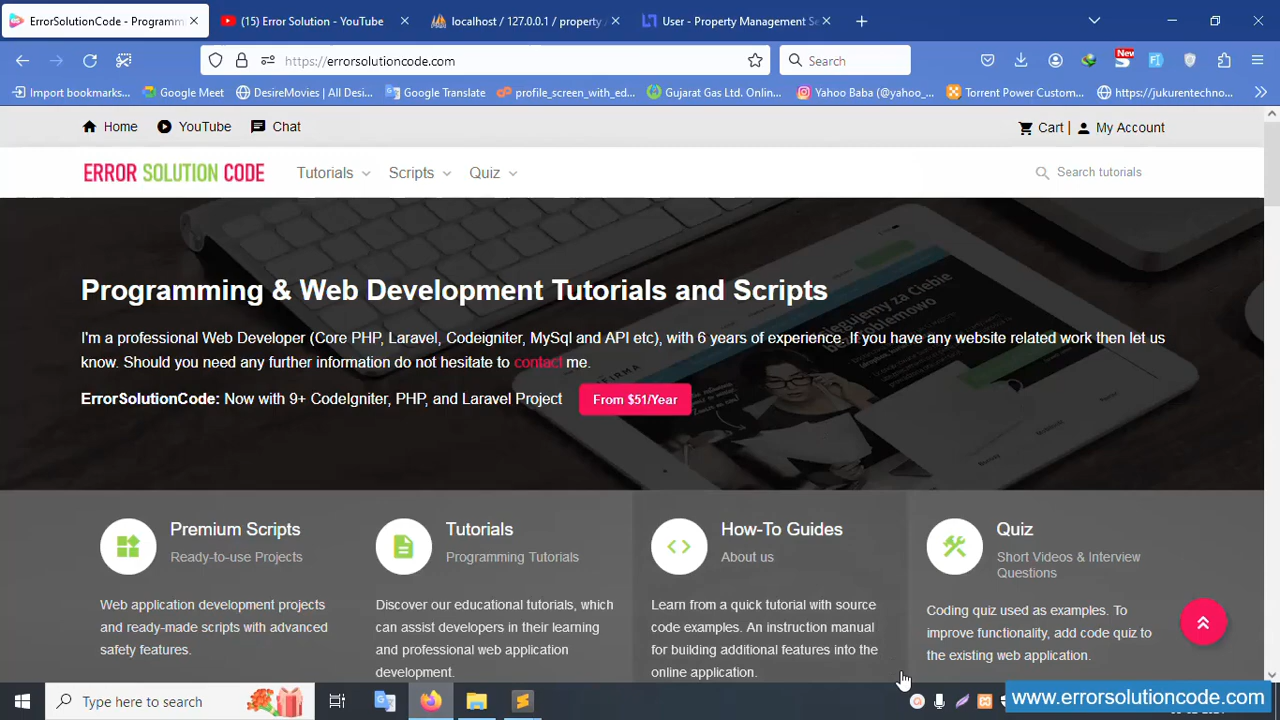 ErrorSolutionCode - Programm
(15) Error Solution - YouTube
localhost / 127.0.0.1 / property
User - Property Management Se
https://errorsolutioncode.com
Search
New
Import bookmarks...
Google Meet
DesireMovies | All Desi...
Google Translate
profile_screen_with_ed...
Gujarat Gas Ltd. Onlin...
Yahoo Baba (@yahoo_...
Torrent Power Custom...
https://jukurentechno...
Home
YouTube
Chat
Cart |
My Account
ERROR SOLUTION CODE
Tutorials
Scripts
Quiz
Search tutorials
Programming & Web Development Tutorials and Scripts
I'm a professional Web Developer (Core PHP, Laravel, Codeigniter, MySql and API etc), with 6 years of experience. If you have any website related work then let us
know. Should you need any further information do not hesitate to contact me.
ErrorSolutionCode: Now with 9+ CodeIgniter, PHP, and Laravel Project
From $51/Year
Premium Scripts
Ready-to-use Projects
Web application development projects
and ready-made scripts with advanced
safety features.
Tutorials
Programming Tutorials
Discover our educational tutorials, which
can assist developers in their learning
and professional web application
development.
How-To Guides
About us
Learn from a quick tutorial with source
code examples. An instruction manual
for building additional features into the
online application.
Quiz
Short Videos & Interview
Questions
Coding quiz used as examples. To
improve functionality, add code quiz to
the existing web application.
Type here to search
www.errorsolutioncode.com